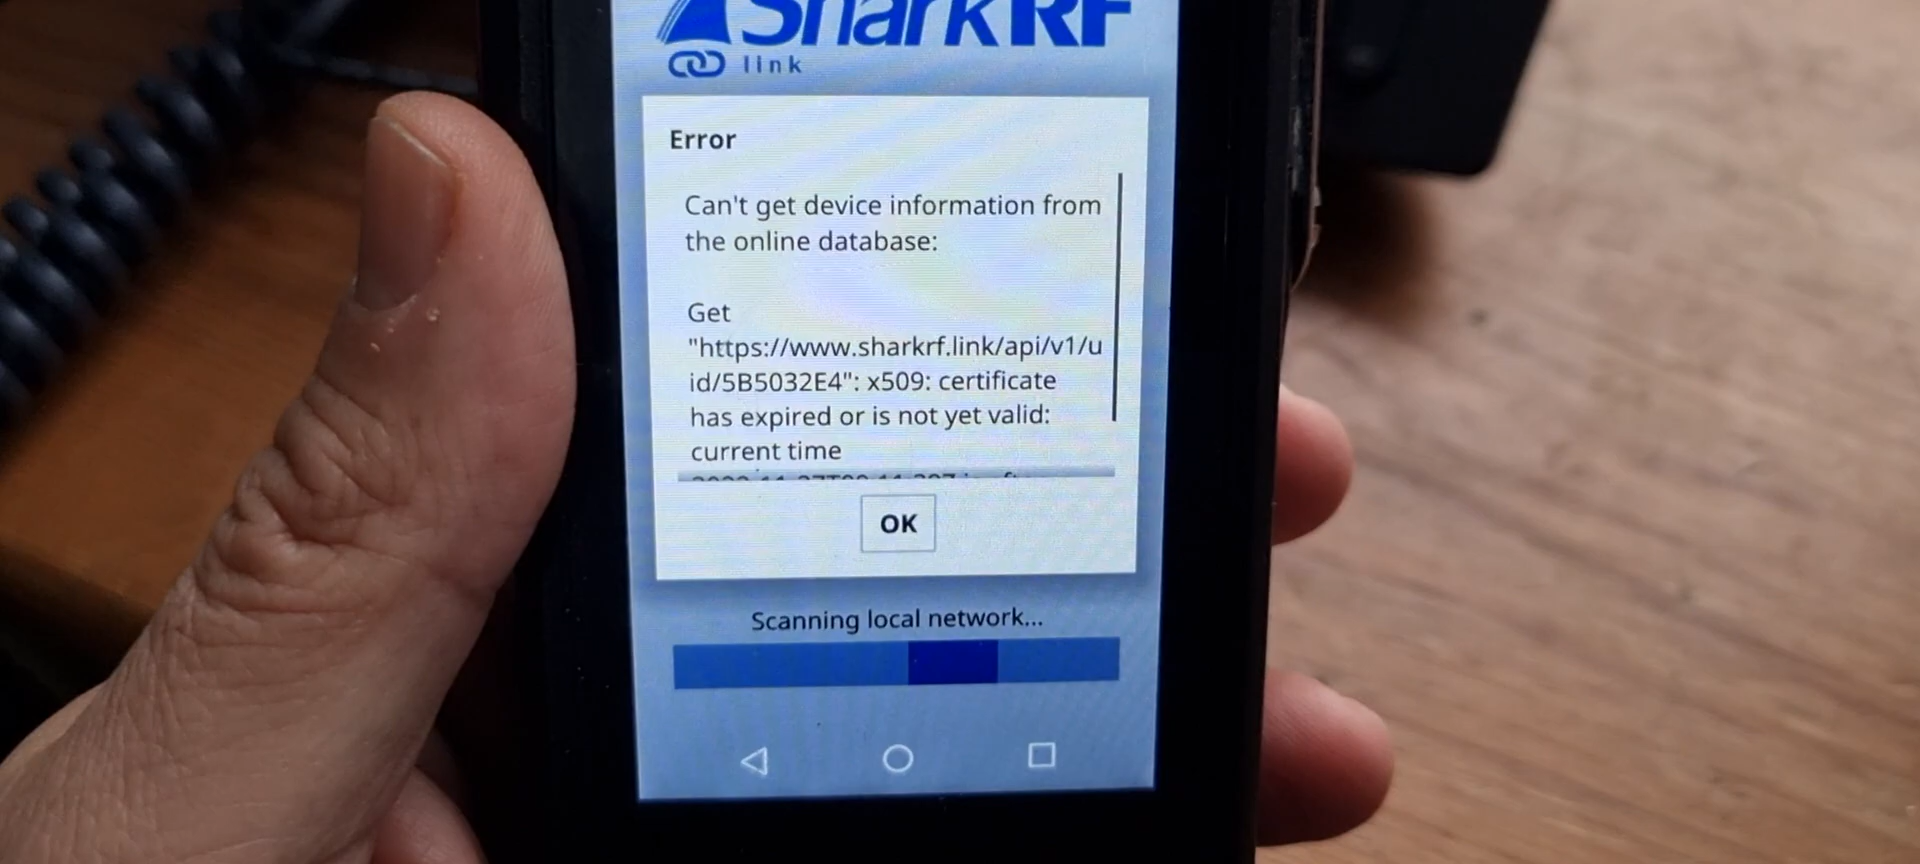 SharkRF
link
Error
Can't get device information from
the online database:
Get
"https://www.sharkrf.link/api/v1/u
id/5B5032E4": x509: certificate
has expired or is not yet valid:
current time
OK
Scanning local network...